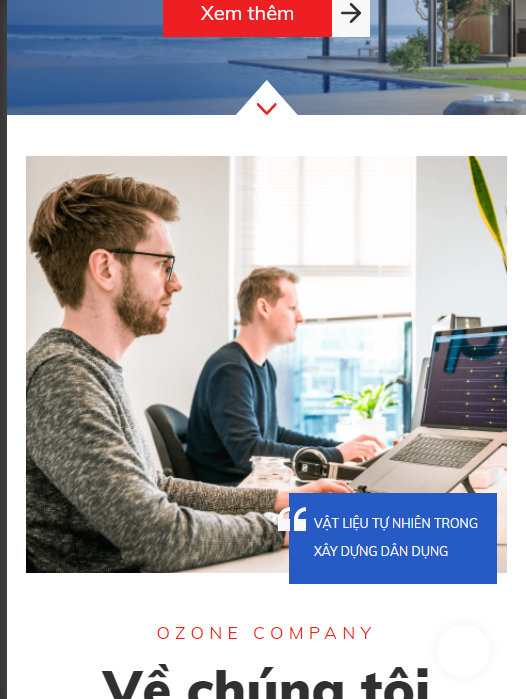 Xem thêm
VẬT LIỆU TỰ NHIÊN TRONG
XÂY DỰNG DÂN DỤNG
OZONE COMPANY
Về chúng tôi